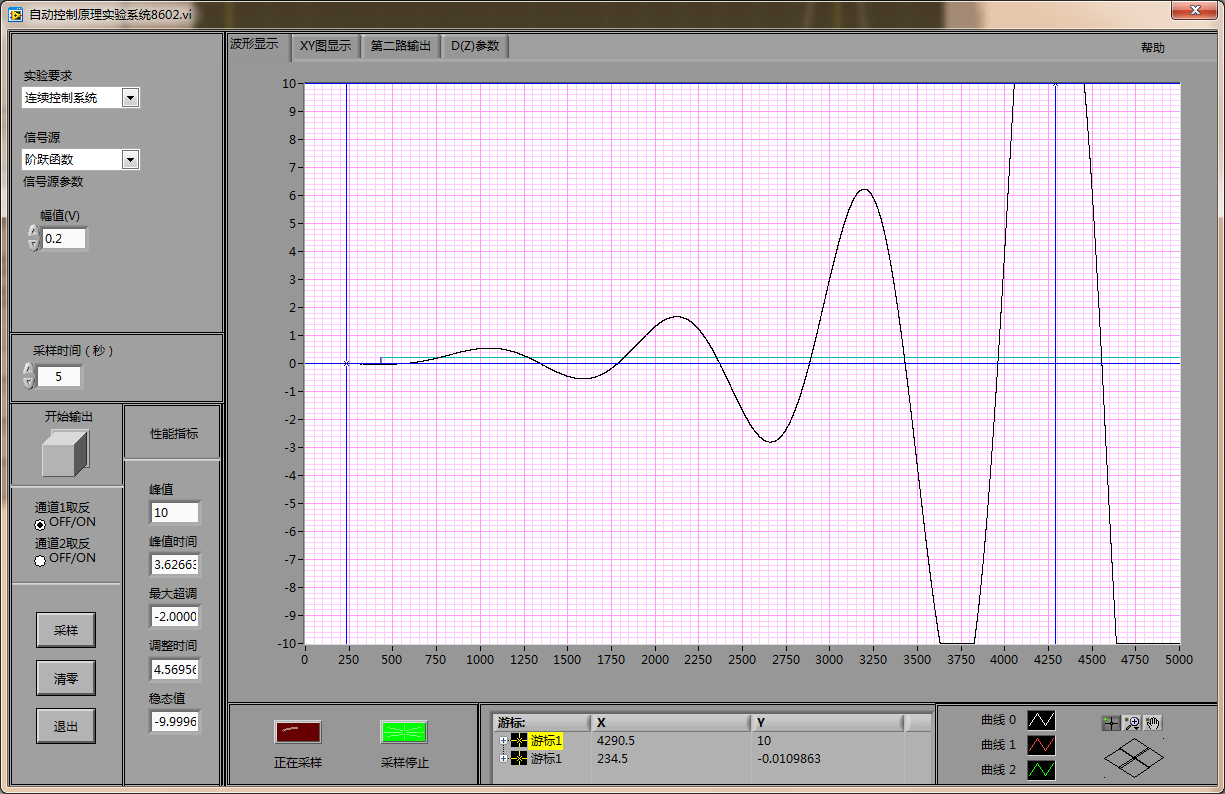 自动控制原理实验系统8602.vi
实验要求
连续控制系统
信号源
阶跃函数
信号源参数
幅值(V)
0.2
采样时间（秒）
5
开始输出
通道1取反
OFF/ON
通道2取反
OFF/ON
采样
清零
退出
性能指标
峰值
10
峰值时间
3.62663
最大超调
-2.0000
调整时间
4.56956
稳态值
-9.9996
波形显示 XY图显示 第二路输出 D(Z)参数 帮助
10
9
8
7
6
5
4
3
2
1
0
-1
-2
-3
-4
-5
-6
-7
-8
-9
-10
0 250 500 750 1000 1250 1500 1750 2000 2250 2500 2750 3000 3250 3500 3750 4000 4250 4500 4750 5000
正在采样 采样停止
游标: X Y
游标1 4290.5 10
游标1 234.5 -0.0109863
曲线 0
曲线 1
曲线 2